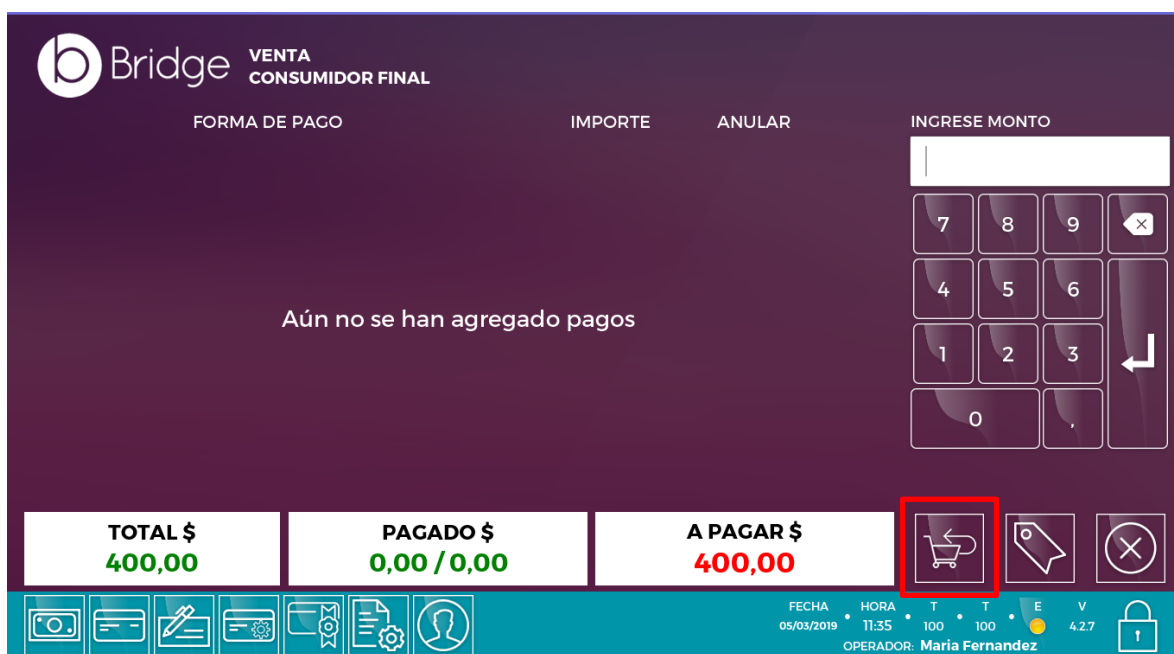 Bridge
VENTA
CONSUMIDOR FINAL
FORMA DE PAGO IMPORTE ANULAR INGRESE MONTO
7 8 9
4 5 6
Aún no se han agregado pagos
1 2 3
0 ,
TOTAL $ PAGADO $ A PAGAR $
400,00 0,00 / 0,00 400,00
FECHA HORA T T E V
05/03/2019 11:35 100 100 4.2.7
OPERADOR: Maria Fernandez